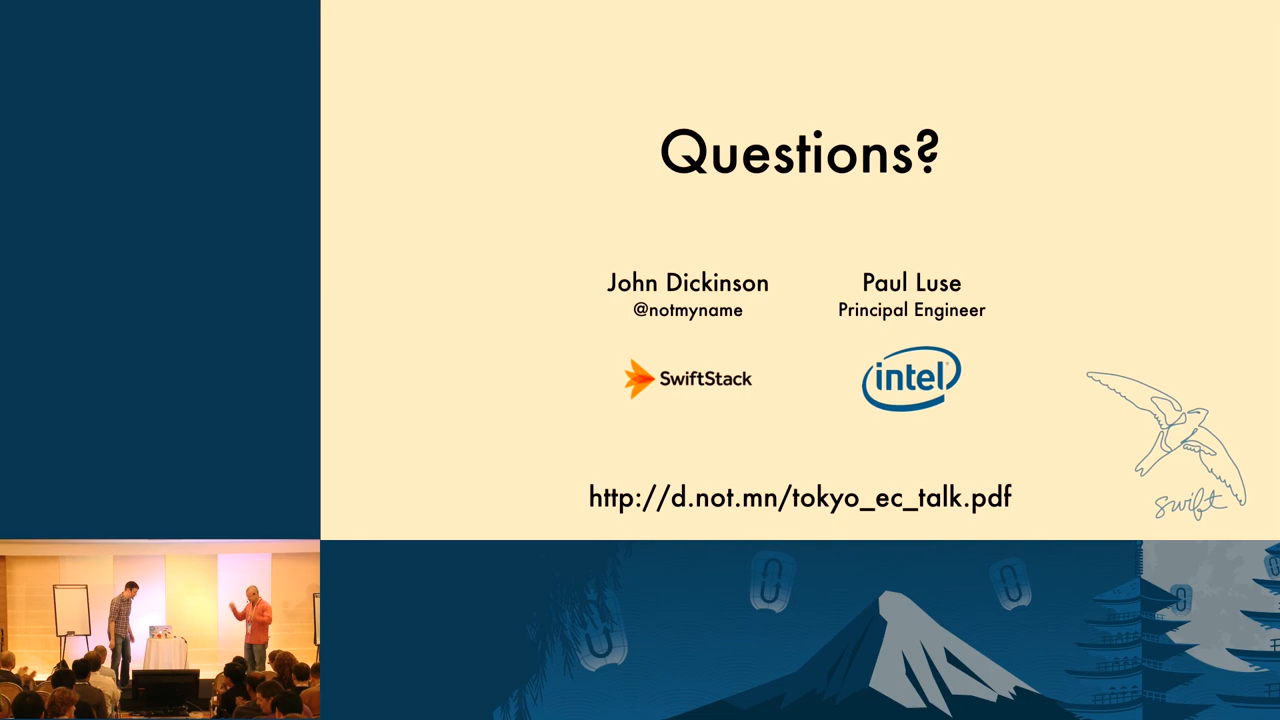 Questions?
John Dickinson
@notmyname
Paul Luse
Principal Engineer
SwiftStack
intel
http://d.not.mn/tokyo_ec_talk.pdf
swift